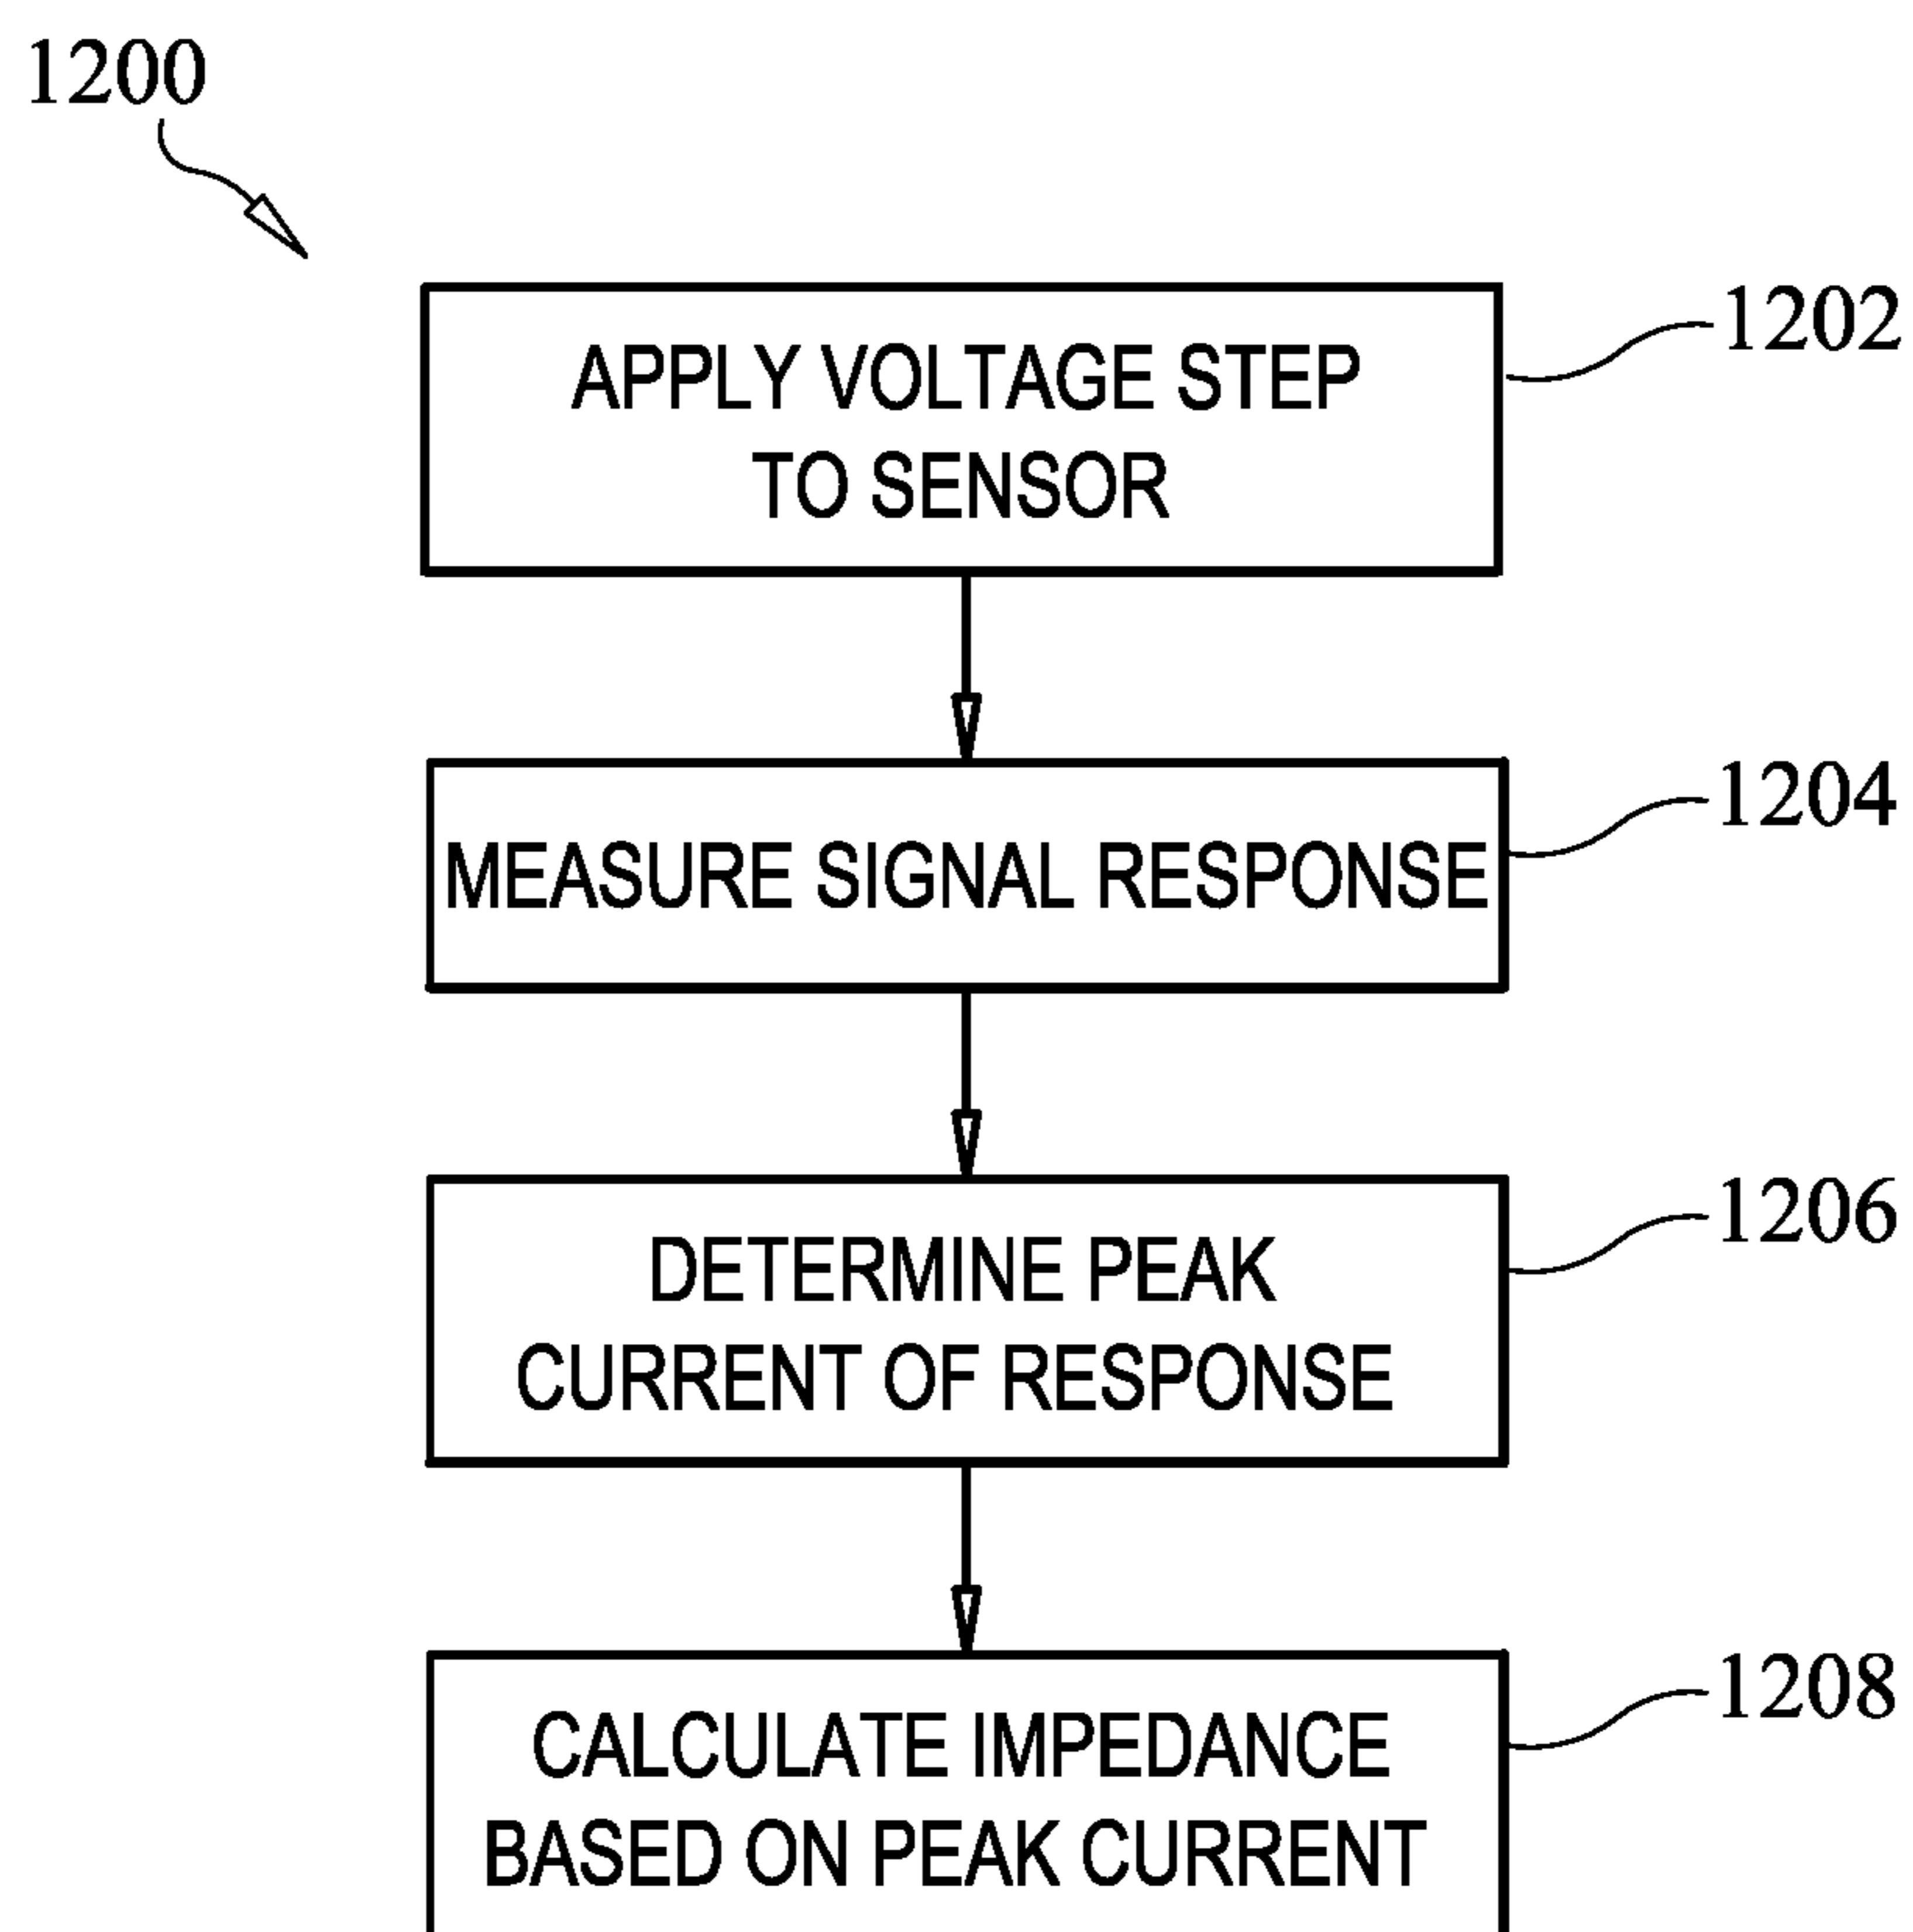 1200
APPLY VOLTAGE STEP
TO SENSOR
1202
MEASURE SIGNAL RESPONSE
1204
DETERMINE PEAK
CURRENT OF RESPONSE
1206
CALCULATE IMPEDANCE
BASED ON PEAK CURRENT
1208